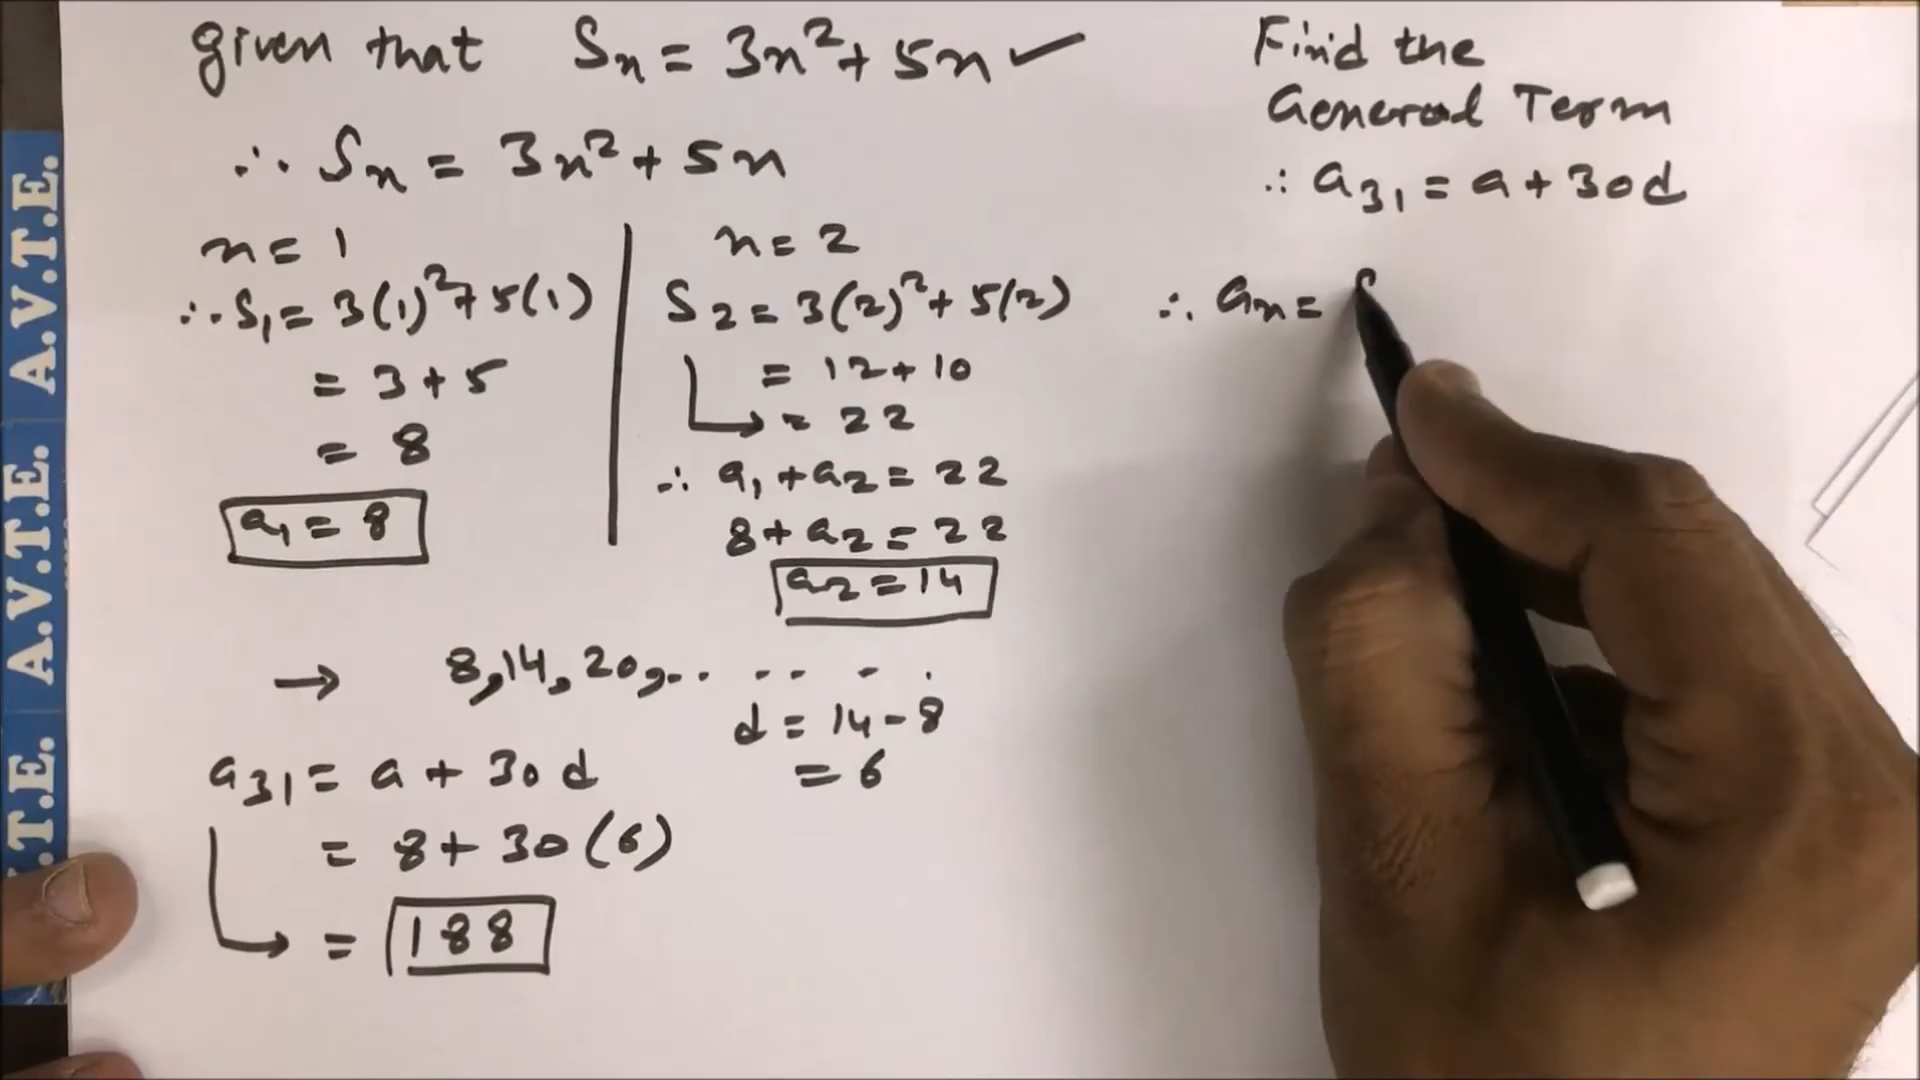 given that Sn = 3n² + 5n ✓
∴ Sn = 3n² + 5n
n = 1
∴ S₁ = 3(1)² + 5(1)
= 3 + 5
= 8
a₁ = 8
n = 2
S₂ = 3(2)² + 5(2)
= 12 + 10
→ = 22
∴ a₁ + a₂ = 22
8 + a₂ = 22
a₂ = 14
→ 8, 14, 20, .. .. - .
d = 14 - 8
= 6
a₃₁ = a + 30d
= 8 + 30(6)
→ = 188
Find the
General Term
∴ a₃₁ = a + 30d
∴ an =
A.V.T.E.
A.V.T.E.
A.V.T.E.
.T.E.